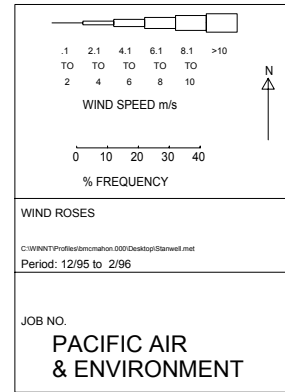 .1 2.1 4.1 6.1 8.1 >10
TO TO TO TO TO
2 4 6 8 10
N
WIND SPEED m/s
0 10 20 30 40
% FREQUENCY
WIND ROSES
C:\WINNT\Profiles\bmcmahon.000\Desktop\Stanwell.met
Period: 12/95 to 2/96
JOB NO.
PACIFIC AIR
& ENVIRONMENT